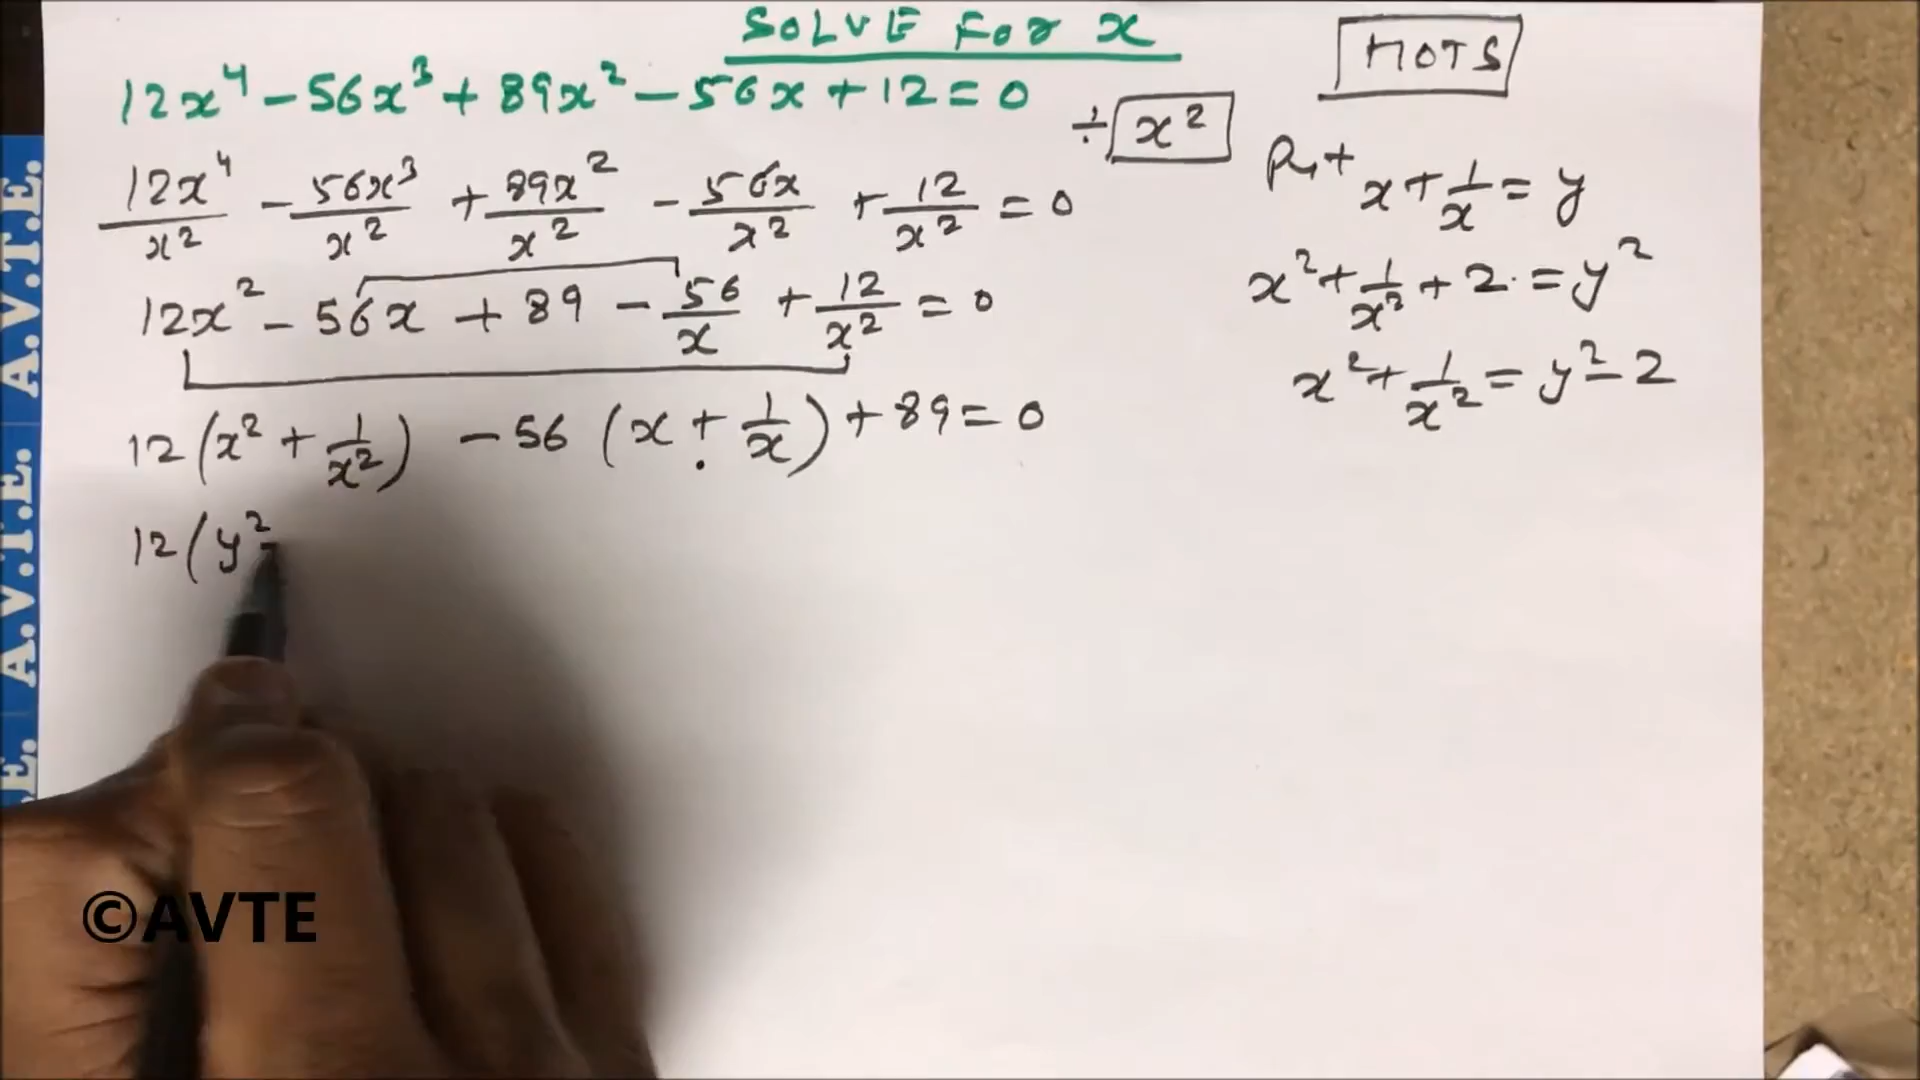 SOLVE FOR x
HOTS
12x⁴ - 56x³ + 89x² - 56x + 12 = 0
÷ x²
12x⁴/x² - 56x³/x² + 89x²/x² - 56x/x² + 12/x² = 0
12x² - 56x + 89 - 56/x + 12/x² = 0
12(x² + 1/x²) - 56(x + 1/x) + 89 = 0
12(y² -
Put x + 1/x = y
x² + 1/x² + 2 = y²
x² + 1/x² = y² - 2
A.V.T.E. A.V.T.E. E.
©AVTE